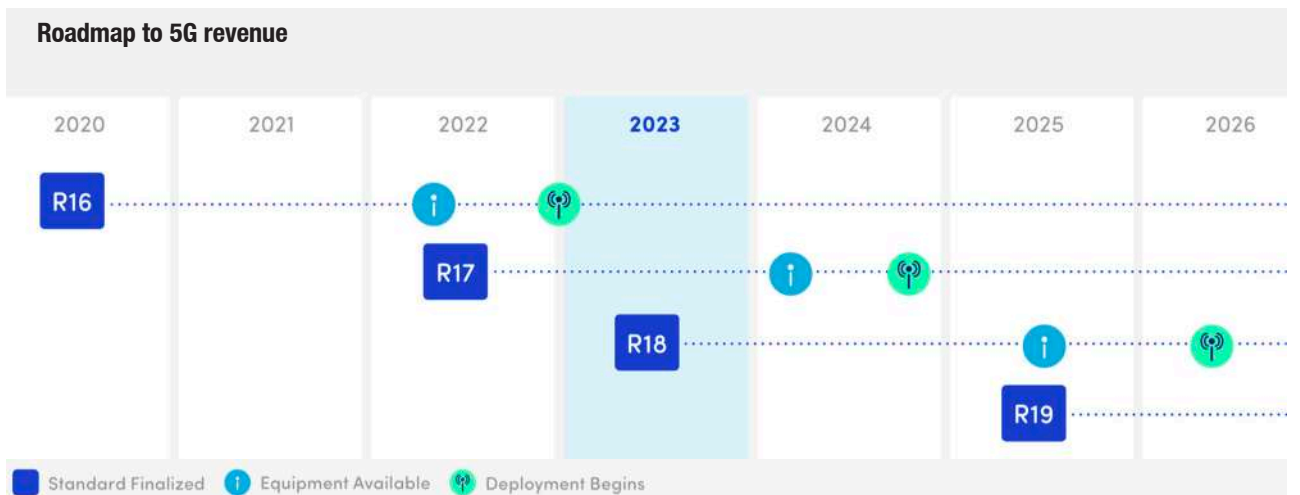 Roadmap to 5G revenue
2020 2021 2022 2023 2024 2025 2026
R16
R17
R18
R19
Standard Finalized Equipment Available Deployment Begins